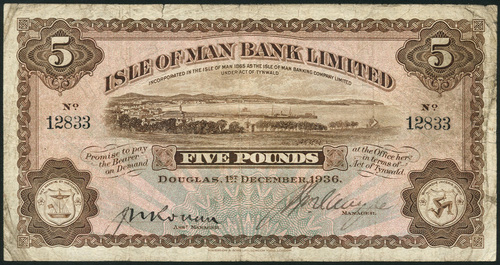 5
5
ISLE OF MAN BANK LIMITED
INCORPORATED IN THE ISLE OF MAN 1865 AS THE ISLE OF MAN BANKING COMPANY LIMITED
UNDER ACT OF TYNWALD
No
12833
No
12833
Promise to pay
the Bearer
on Demand
FIVE POUNDS
at the Office here
in terms of
Act of Tynwald.
DOUGLAS, 1st DECEMBER, 1936.
ASST MANAGER.
MANAGER.